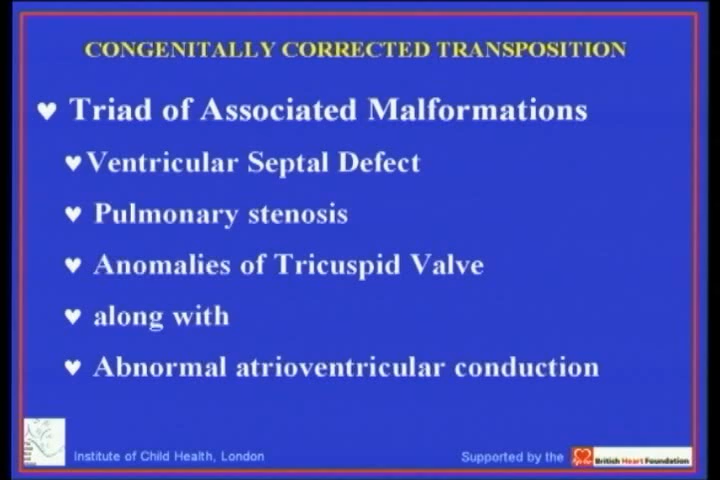 CONGENITALLY CORRECTED TRANSPOSITION
♥ Triad of Associated Malformations
♥Ventricular Septal Defect
♥ Pulmonary stenosis
♥ Anomalies of Tricuspid Valve
♥ along with
♥ Abnormal atrioventricular conduction
Institute of Child Health, London
Supported by the British Heart Foundation